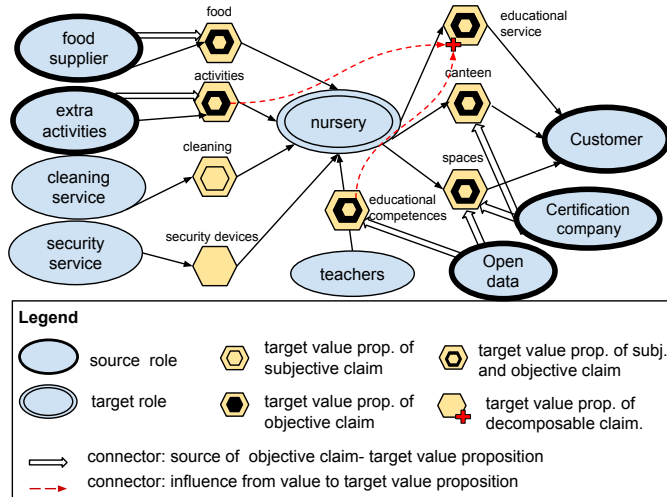 food
educational
service
food
supplier
activities
canteen
extra
activities
nursery
Customer
cleaning
spaces
cleaning
service
educational
competences
Certification
company
security devices
security
service
teachers
Open
data
Legend
source role
target value prop. of
subjective claim
target value prop. of subj.
and objective claim
target role
target value prop. of
objective claim
target value prop. of
decomposable claim.
connector: source of objective claim- target value proposition
connector: influence from value to target value proposition